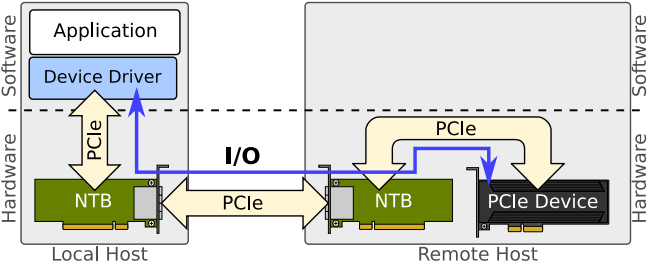 Software
Application
Device Driver
Software
Hardware
PCIe
I/O
PCIe
Hardware
NTB
PCIe
NTB
PCIe Device
Local Host
Remote Host